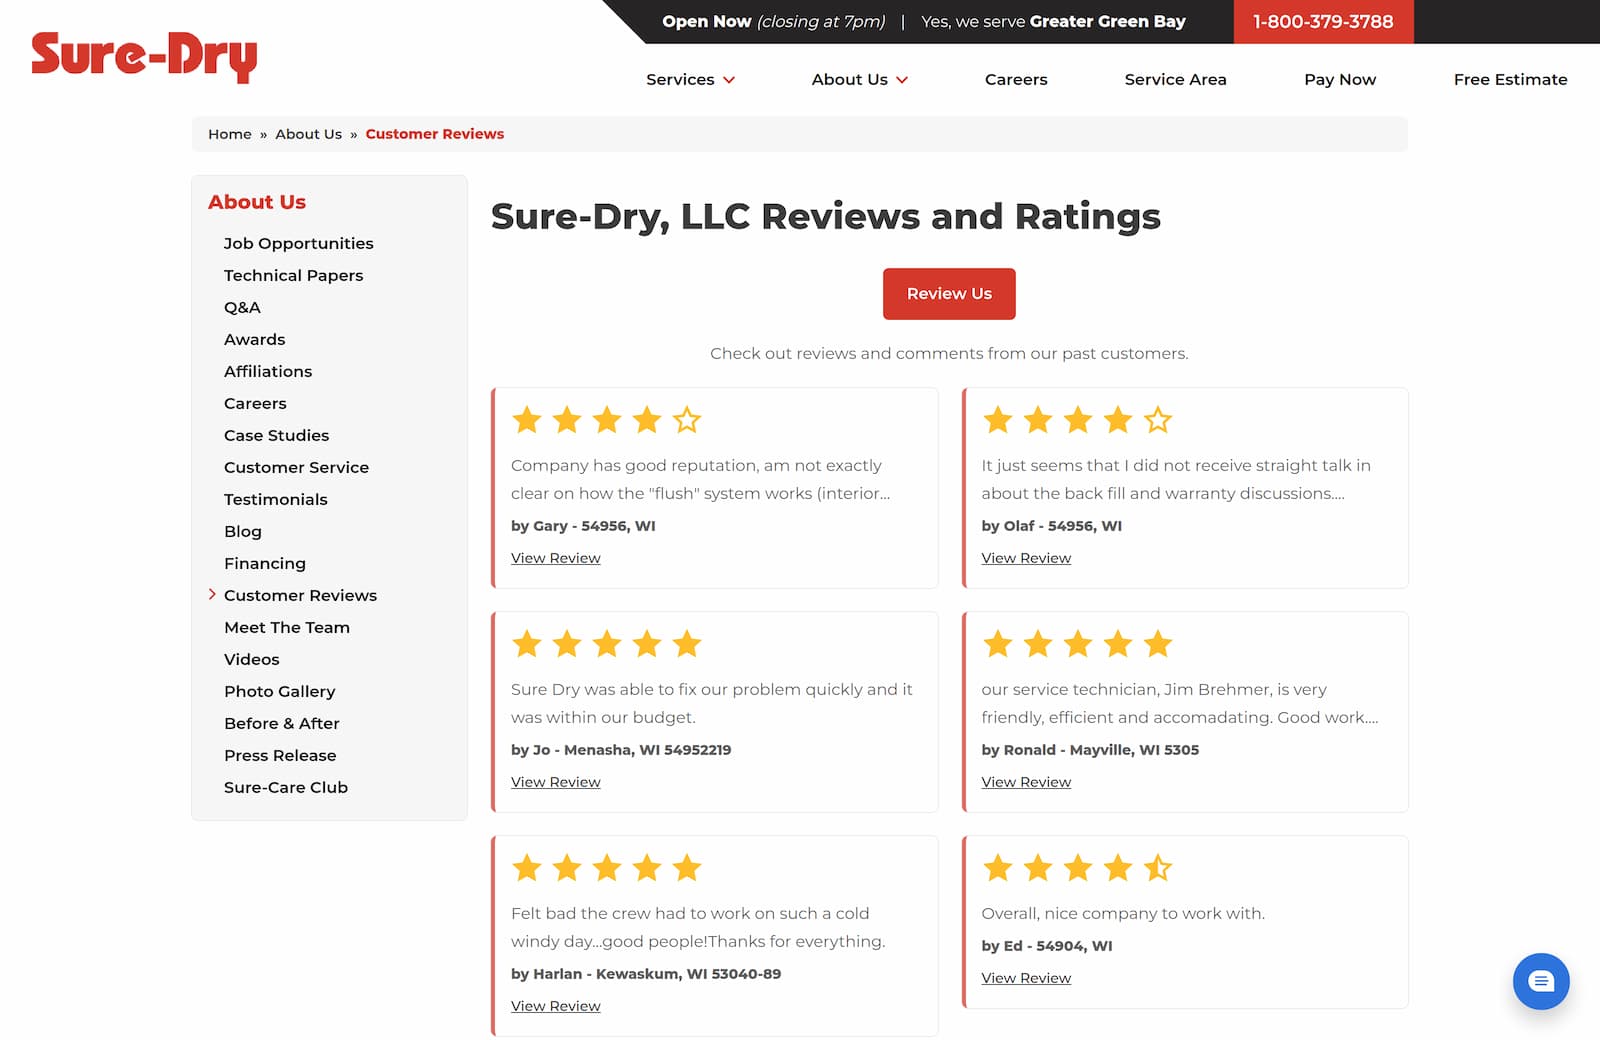 Open Now (closing at 7pm) | Yes, we serve Greater Green Bay
1-800-379-3788
Sure-Dry
Services
About Us
Careers
Service Area
Pay Now
Free Estimate
Home » About Us » Customer Reviews
About Us
Job Opportunities
Technical Papers
Q&A
Awards
Affiliations
Careers
Case Studies
Customer Service
Testimonials
Blog
Financing
Customer Reviews
Meet The Team
Videos
Photo Gallery
Before & After
Press Release
Sure-Care Club
Sure-Dry, LLC Reviews and Ratings
Review Us
Check out reviews and comments from our past customers.
Company has good reputation, am not exactly
clear on how the "flush" system works (interior...
by Gary - 54956, WI
View Review
It just seems that I did not receive straight talk in
about the back fill and warranty discussions....
by Olaf - 54956, WI
View Review
Sure Dry was able to fix our problem quickly and it
was within our budget.
by Jo - Menasha, WI 54952219
View Review
our service technician, Jim Brehmer, is very
friendly, efficient and accomadating. Good work....
by Ronald - Mayville, WI 5305
View Review
Felt bad the crew had to work on such a cold
windy day...good people!Thanks for everything.
by Harlan - Kewaskum, WI 53040-89
View Review
Overall, nice company to work with.
by Ed - 54904, WI
View Review